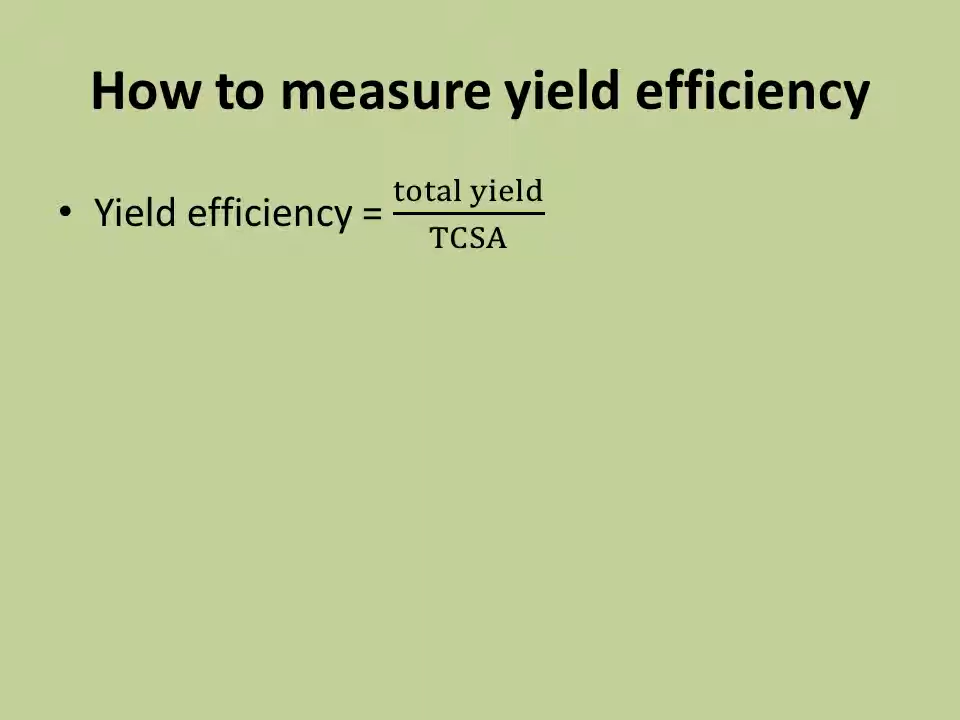 How to measure yield efficiency
• Yield efficiency = total yield / TCSA